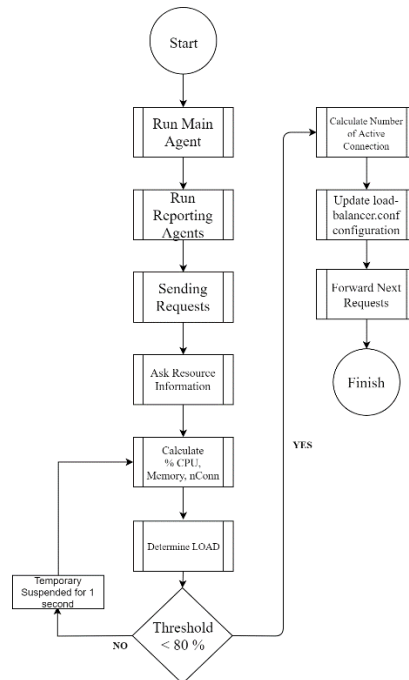 Start
Run Main
Agent
Run
Reporting
Agents
Sending
Requests
Ask Resource
Information
Calculate
% CPU,
Memory, nConn
Determine LOAD
Temporary
Suspended for 1
second
Threshold
< 80 %
NO
YES
Calculate Number
of Active
Connection
Update load-
balancer.conf
configuration
Forward Next
Requests
Finish